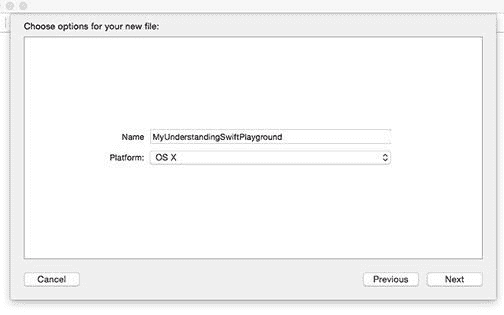 Choose options for your new file:
Name MyUnderstandingSwiftPlayground
Platform: OS X
Cancel Previous Next